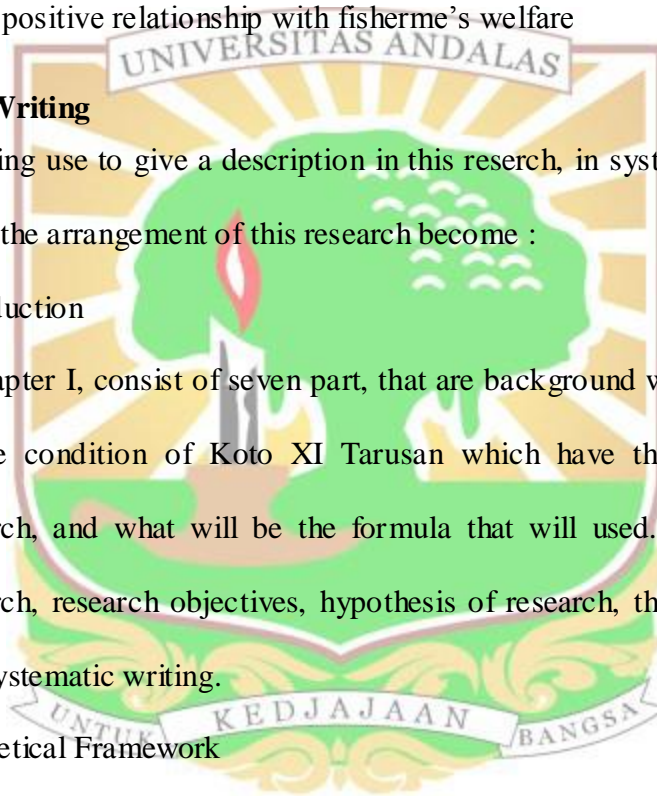 positive relationship with fisherme’s welfare
UNIVERSITAS ANDALAS
Writing
ing use to give a description in this reserch, in syst
the arrangement of this research become :
duction
apter I, consist of seven part, that are background w
e condition of Koto XI Tarusan which have th
rch, and what will be the formula that will used.
rch, research objectives, hypothesis of research, th
ystematic writing.
UNTUK KEDJAJAAN BANGSA
etical Framework